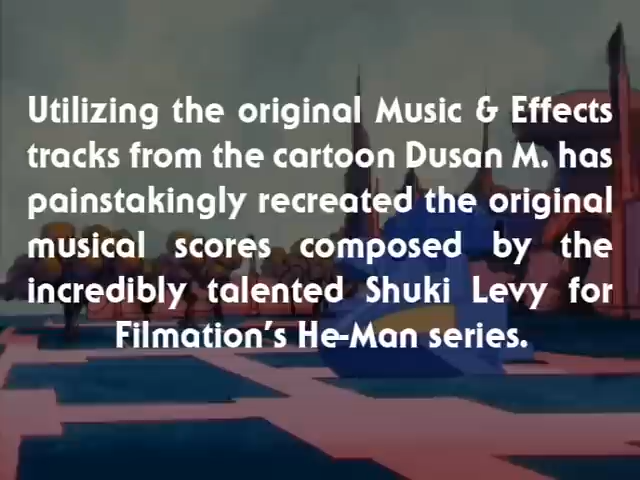 Utilizing the original Music & Effects
tracks from the cartoon Dusan M. has
painstakingly recreated the original
musical scores composed by the
incredibly talented Shuki Levy for
Filmation's He-Man series.